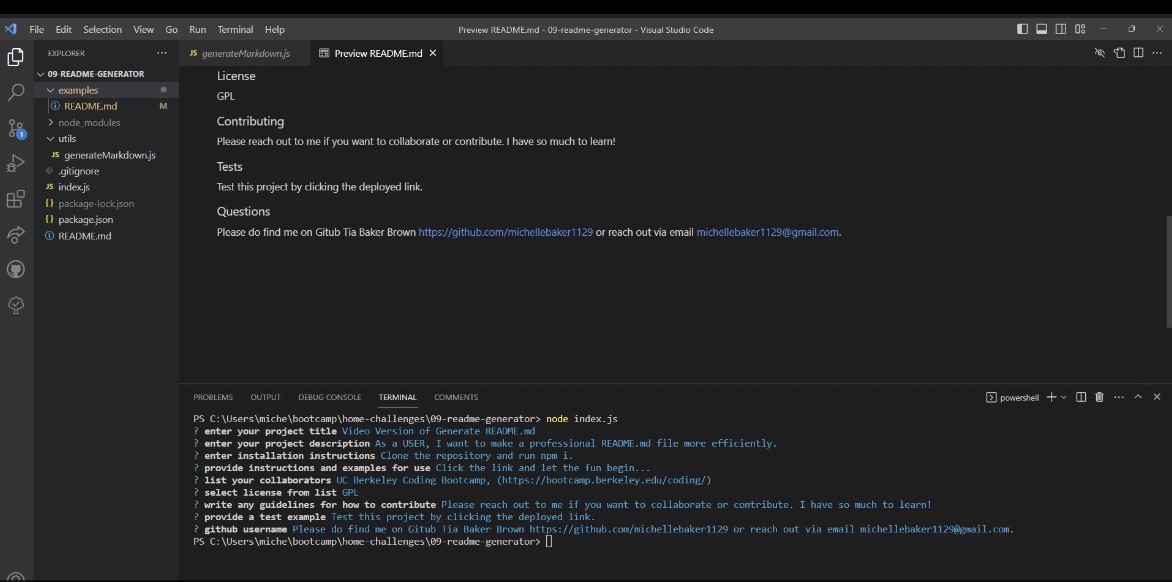 File Edit Selection View Go Run Terminal Help
Preview README.md - 09-readme-generator - Visual Studio Code
EXPLORER
JS generateMarkdown.js
Preview README.md
09-README-GENERATOR
examples
README.md M
node_modules
utils
JS generateMarkdown.js
.gitignore
JS index.js
{} package-lock.json
{} package.json
README.md
1
License
GPL
Contributing
Please reach out to me if you want to collaborate or contribute. I have so much to learn!
Tests
Test this project by clicking the deployed link.
Questions
Please do find me on Gitub Tia Baker Brown https://github.com/michellebaker1129 or reach out via email michellebaker1129@gmail.com.
PROBLEMS OUTPUT DEBUG CONSOLE TERMINAL COMMENTS
powershell
PS C:\Users\miche\bootcamp\home-challenges\09-readme-generator> node index.js
? enter your project title Video Version of Generate README.md
? enter your project description As a USER, I want to make a professional README.md file more efficiently.
? enter installation instructions Clone the repository and run npm i.
? provide instructions and examples for use Click the link and let the fun begin...
? list your collaborators UC Berkeley Coding Bootcamp, (https://bootcamp.berkeley.edu/coding/)
? select license from list GPL
? write any guidelines for how to contribute Please reach out to me if you want to collaborate or contribute. I have so much to learn!
? provide a test example Test this project by clicking the deployed link.
? github username Please do find me on Gitub Tia Baker Brown https://github.com/michellebaker1129 or reach out via email michellebaker1129@gmail.com.
PS C:\Users\miche\bootcamp\home-challenges\09-readme-generator>